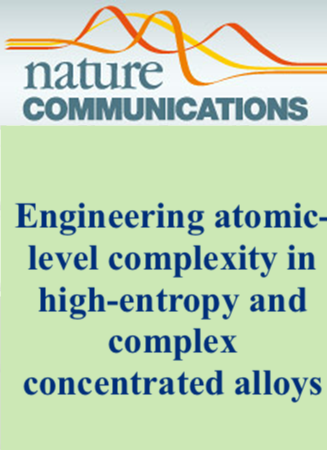 nature
COMMUNICATIONS
Engineering atomic-
level complexity in
high-entropy and
complex
concentrated alloys